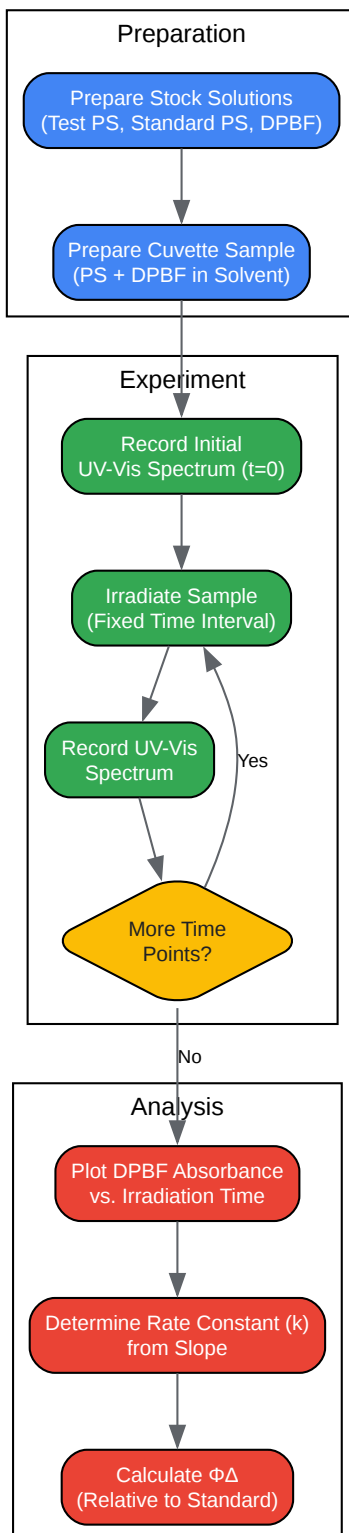 Preparation
Prepare Stock Solutions
(Test PS, Standard PS, DPBF)
Prepare Cuvette Sample
(PS + DPBF in Solvent)
Experiment
Record Initial
UV-Vis Spectrum (t=0)
Irradiate Sample
(Fixed Time Interval)
Record UV-Vis
Spectrum
Yes
More Time
Points?
No
Analysis
Plot DPBF Absorbance
vs. Irradiation Time
Determine Rate Constant (k)
from Slope
Calculate ΦΔ
(Relative to Standard)